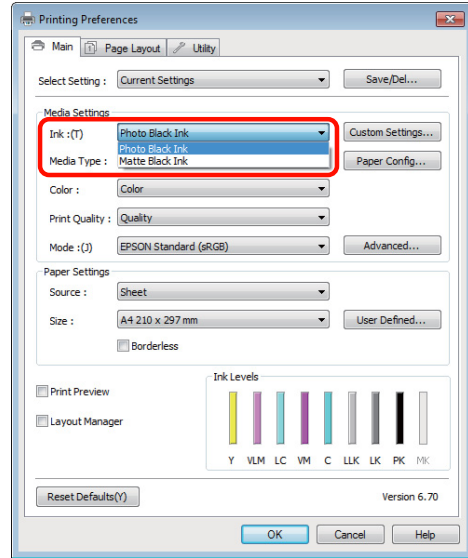 Printing Preferences
Main Page Layout Utility
Select Setting : Current Settings Save/Del...
Media Settings
Ink :(T) Photo Black Ink Custom Settings...
Photo Black Ink
Media Type : Matte Black Ink Paper Config...
Color : Color
Print Quality : Quality
Mode :(J) EPSON Standard (sRGB) Advanced...
Paper Settings
Source : Sheet
Size : A4 210 x 297 mm User Defined...
Borderless
Ink Levels
Print Preview
Layout Manager
Y VLM LC VM C LLK LK PK MK
Reset Defaults(Y) Version 6.70
OK Cancel Help